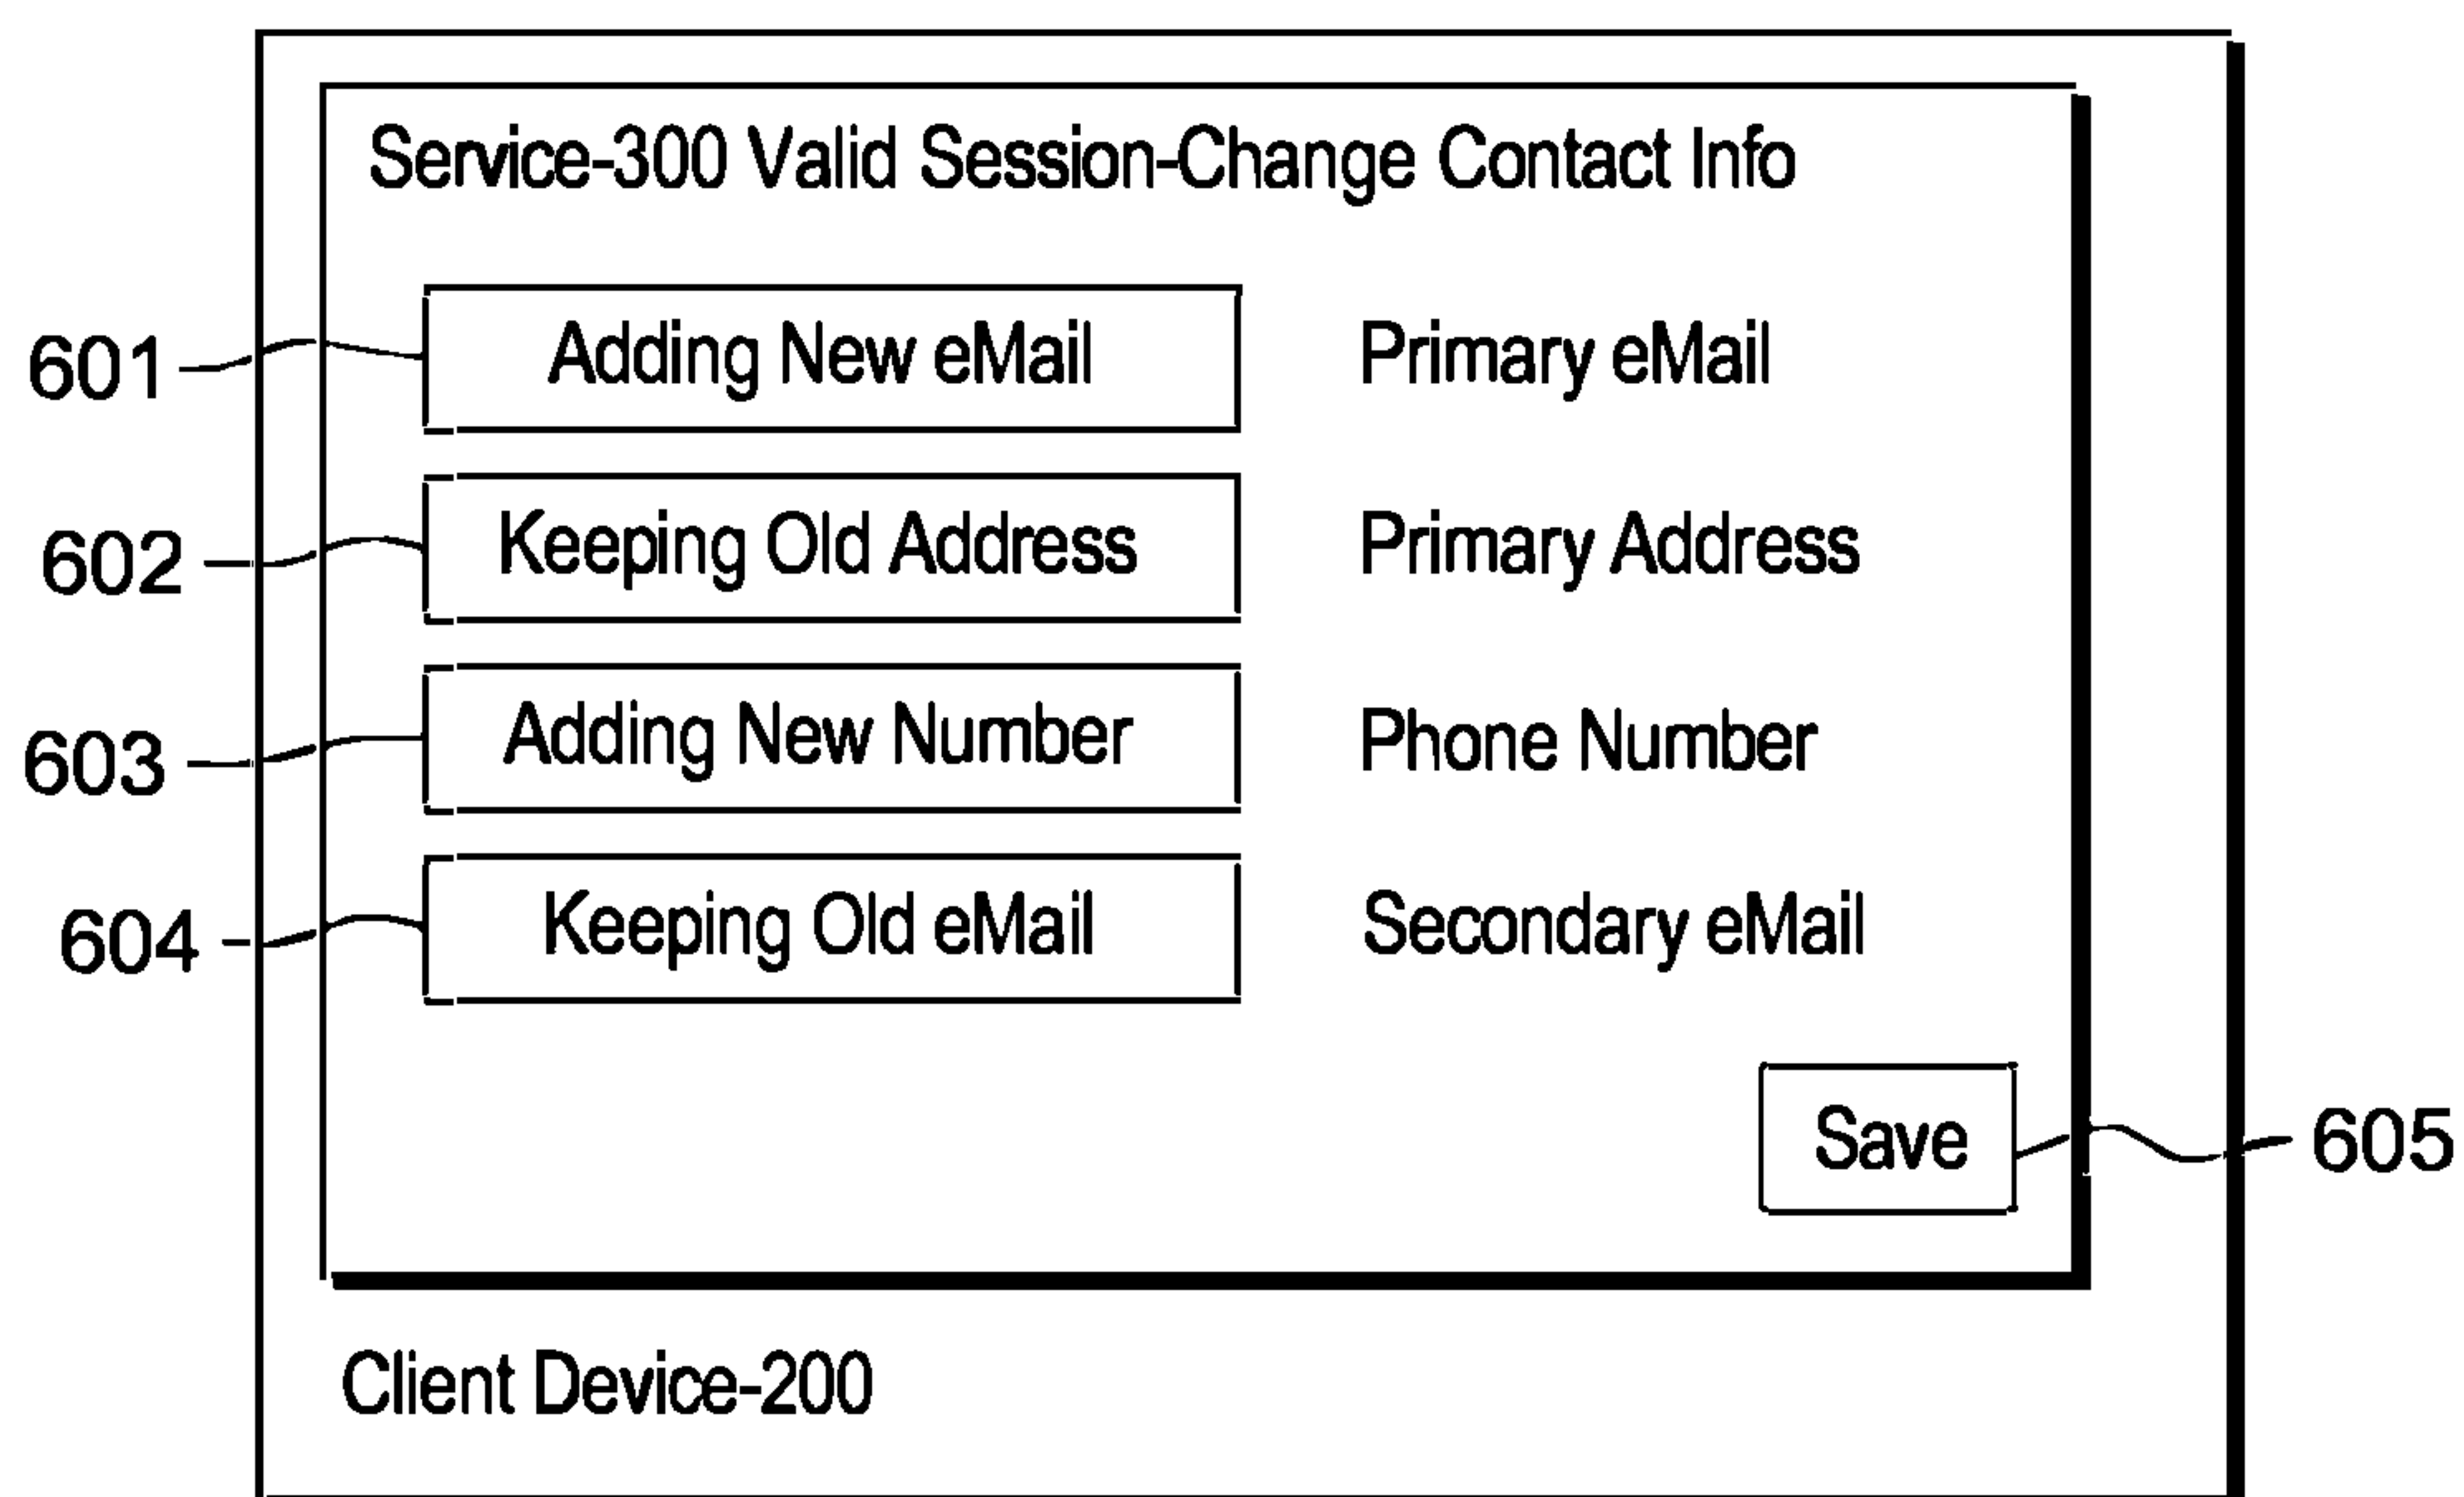 Service-300 Valid Session-Change Contact Info
601 Adding New eMail Primary eMail
602 Keeping Old Address Primary Address
603 Adding New Number Phone Number
604 Keeping Old eMail Secondary eMail
Save 605
Client Device-200